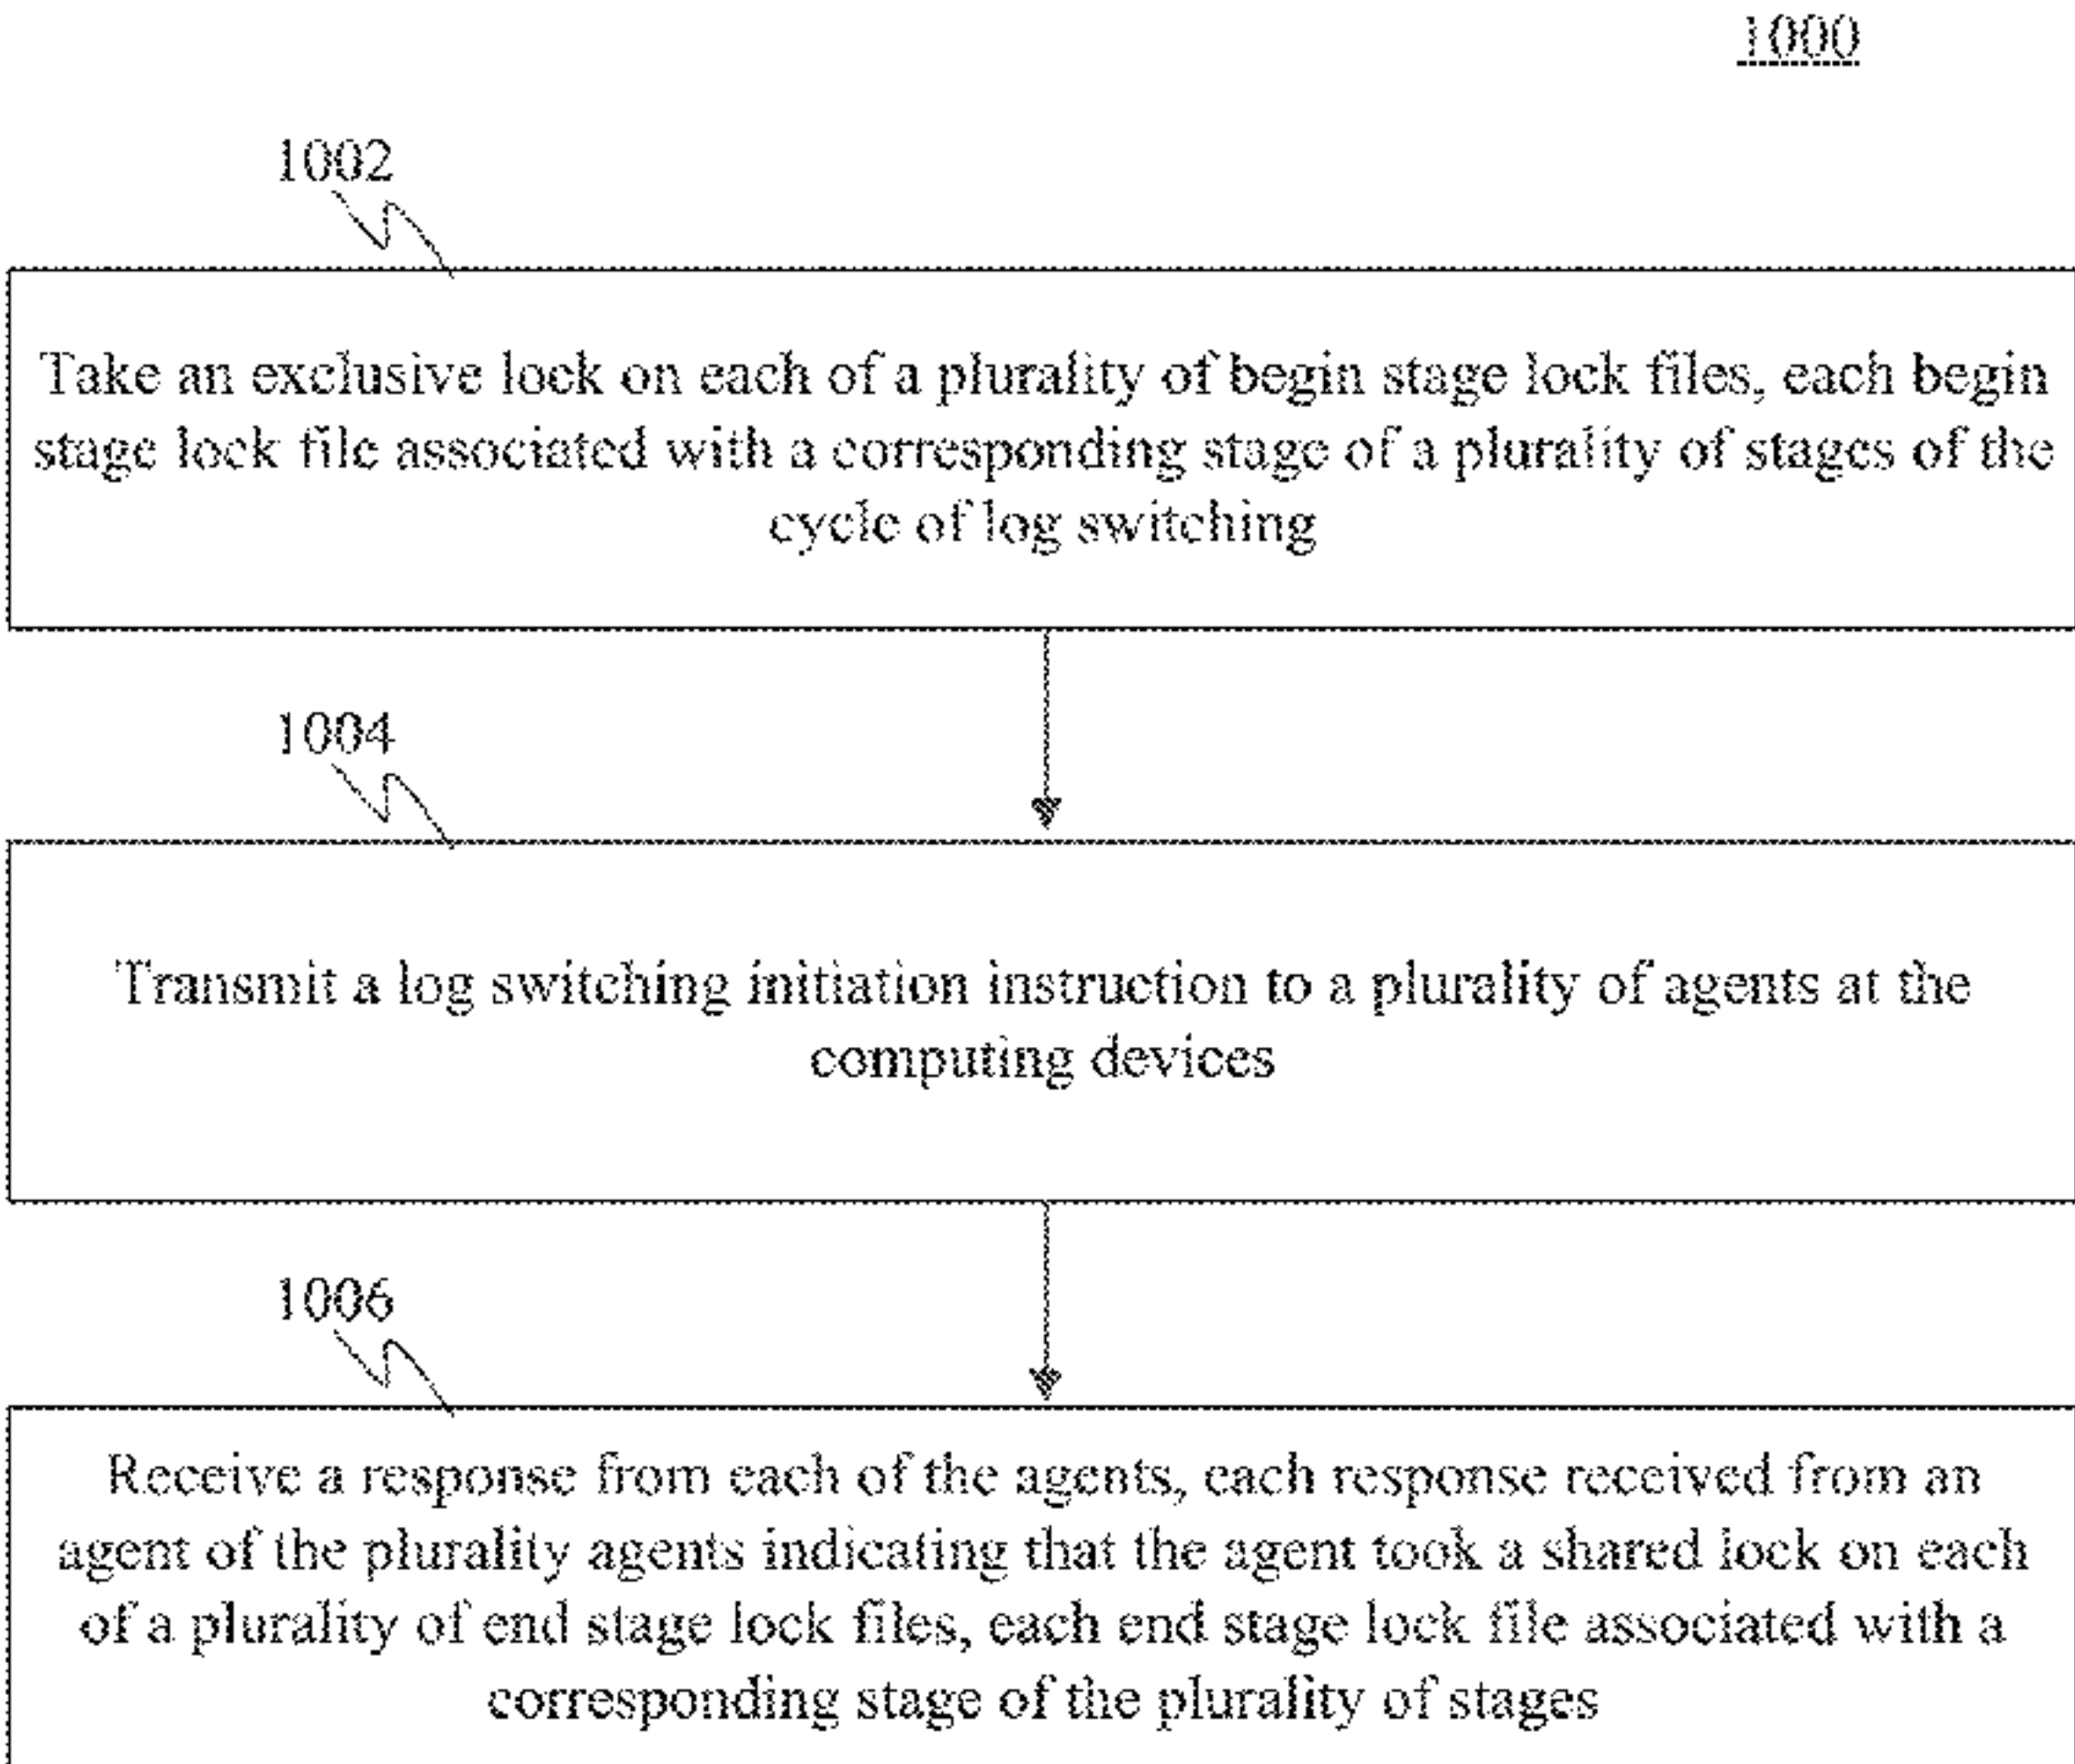 1000
1002
Take an exclusive lock on each of a plurality of begin stage lock files, each begin
stage lock file associated with a corresponding stage of a plurality of stages of the
cycle of log switching
1004
Transmit a log switching initiation instruction to a plurality of agents at the
computing devices
1006
Receive a response from each of the agents, each response received from an
agent of the plurality agents indicating that the agent took a shared lock on each
of a plurality of end stage lock files, each end stage lock file associated with a
corresponding stage of the plurality of stages